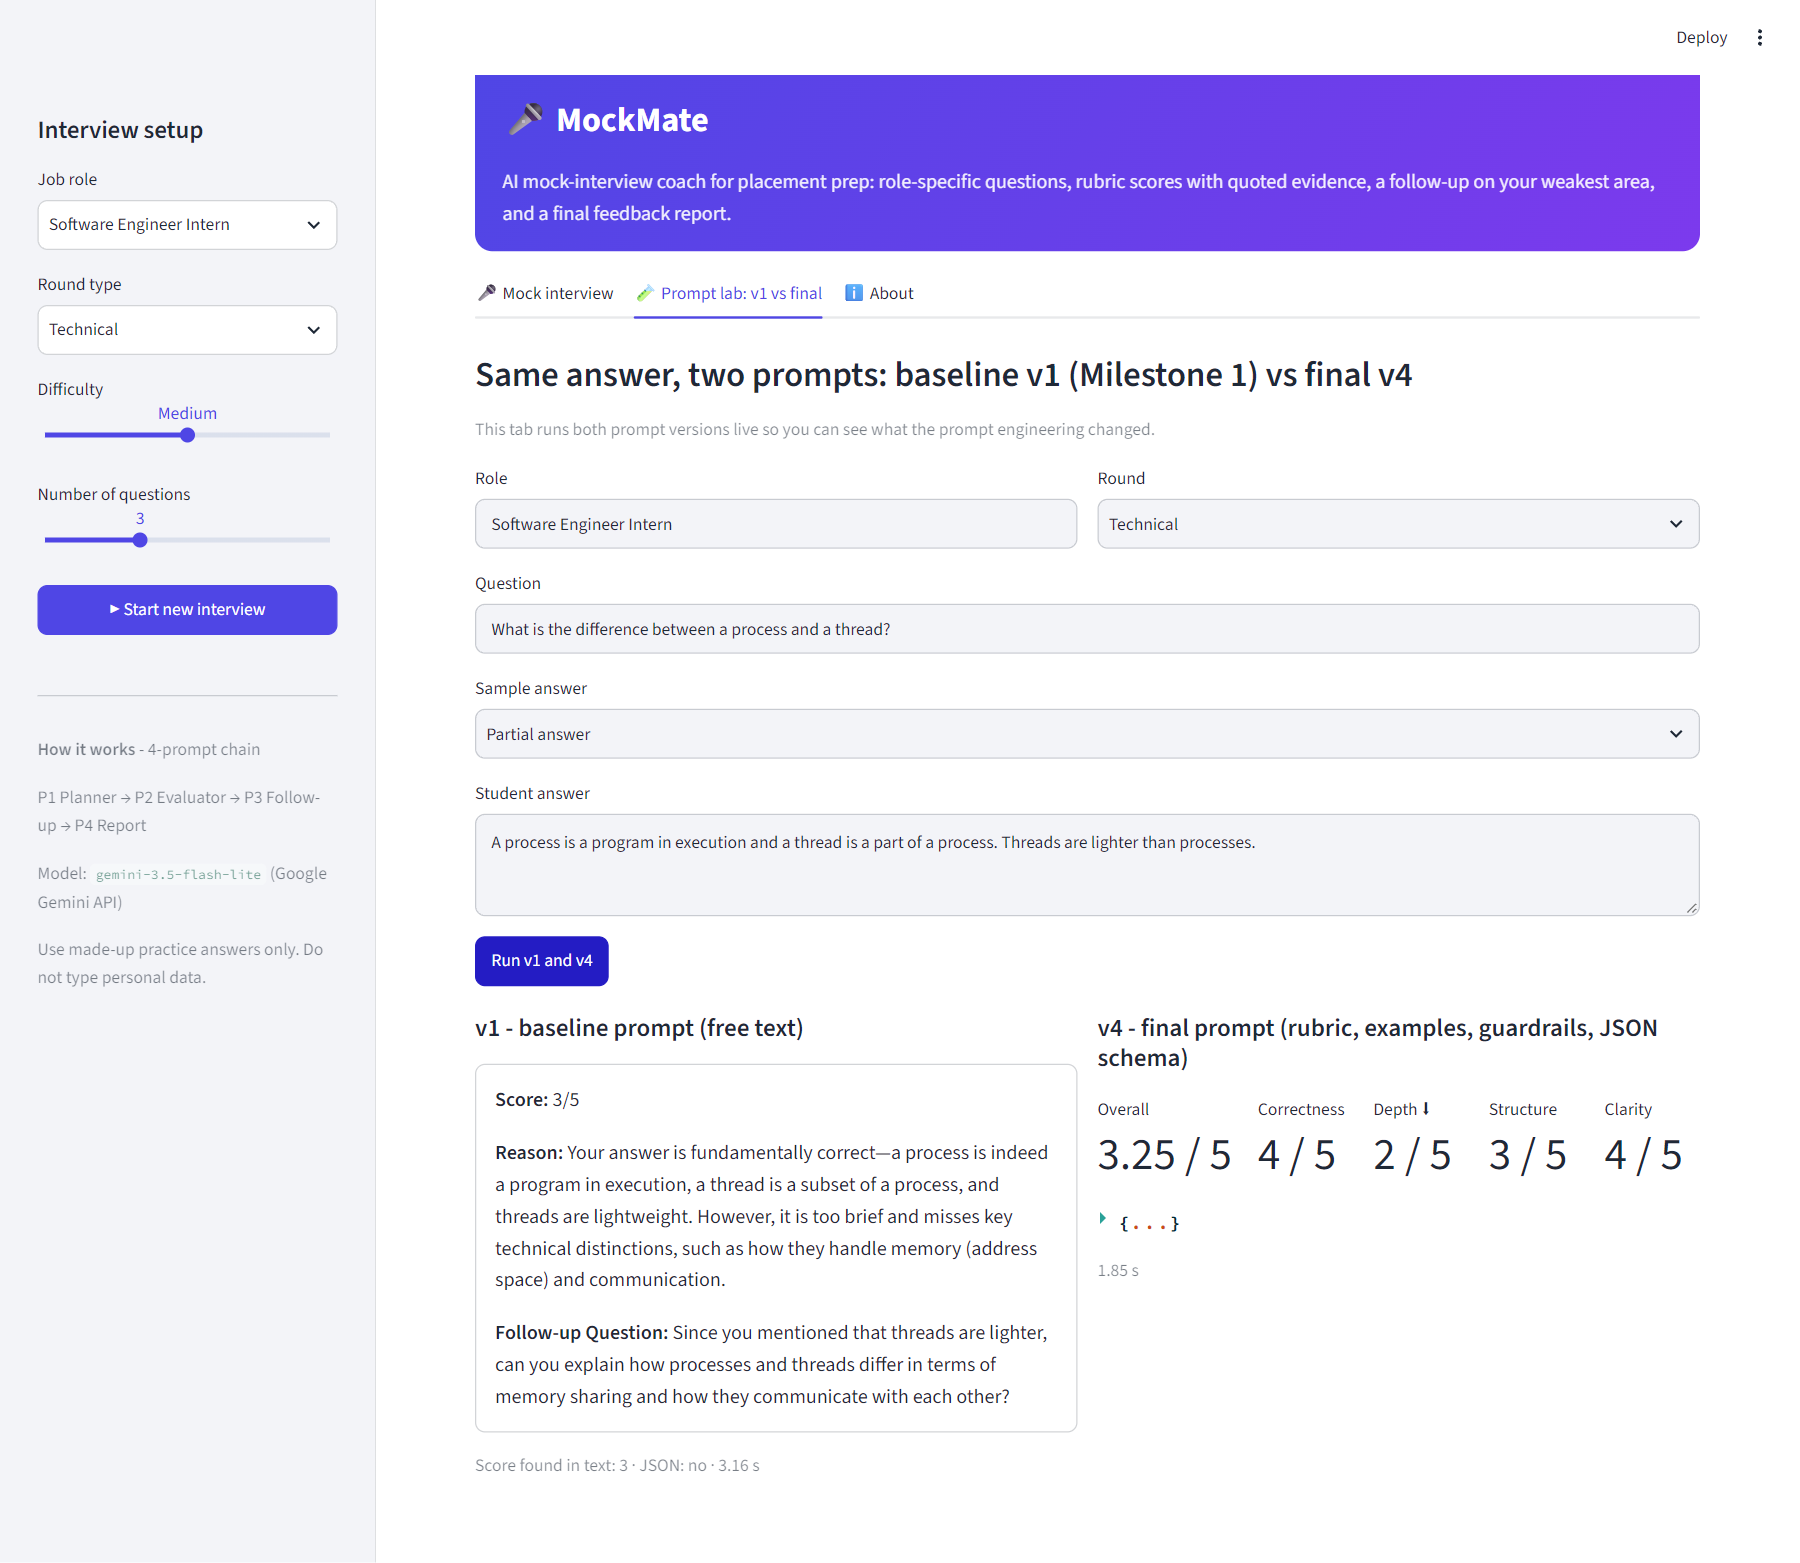 Deploy
Interview setup
Job role
Software Engineer Intern
Round type
Technical
Difficulty
Medium
Number of questions
3
▶ Start new interview
How it works - 4-prompt chain
P1 Planner → P2 Evaluator → P3 Follow-
up → P4 Report
Model: gemini-3.5-flash-lite (Google
Gemini API)
Use made-up practice answers only. Do
not type personal data.
MockMate
AI mock-interview coach for placement prep: role-specific questions, rubric scores with quoted evidence, a follow-up on your weakest area,
and a final feedback report.
Mock interview
Prompt lab: v1 vs final
About
Same answer, two prompts: baseline v1 (Milestone 1) vs final v4
This tab runs both prompt versions live so you can see what the prompt engineering changed.
Role
Software Engineer Intern
Round
Technical
Question
What is the difference between a process and a thread?
Sample answer
Partial answer
Student answer
A process is a program in execution and a thread is a part of a process. Threads are lighter than processes.
Run v1 and v4
v1 - baseline prompt (free text)
Score: 3/5
Reason: Your answer is fundamentally correct—a process is indeed
a program in execution, a thread is a subset of a process, and
threads are lightweight. However, it is too brief and misses key
technical distinctions, such as how they handle memory (address
space) and communication.
Follow-up Question: Since you mentioned that threads are lighter,
can you explain how processes and threads differ in terms of
memory sharing and how they communicate with each other?
Score found in text: 3 · JSON: no · 3.16 s
v4 - final prompt (rubric, examples, guardrails, JSON
schema)
Overall Correctness Depth ⬇ Structure Clarity
3.25 / 5 4 / 5 2 / 5 3 / 5 4 / 5
{...}
1.85 s